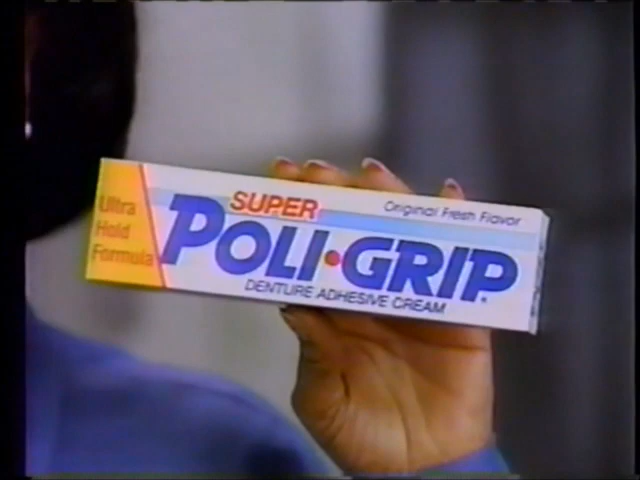 Ultra
Hold
Formula
SUPER
Original Fresh Flavor
POLI•GRIP®
DENTURE ADHESIVE CREAM